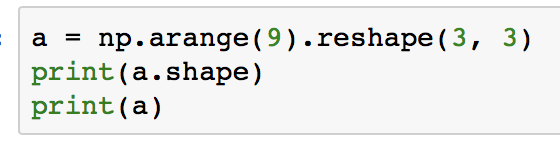 a = np.arange(9).reshape(3, 3)
print(a.shape)
print(a)